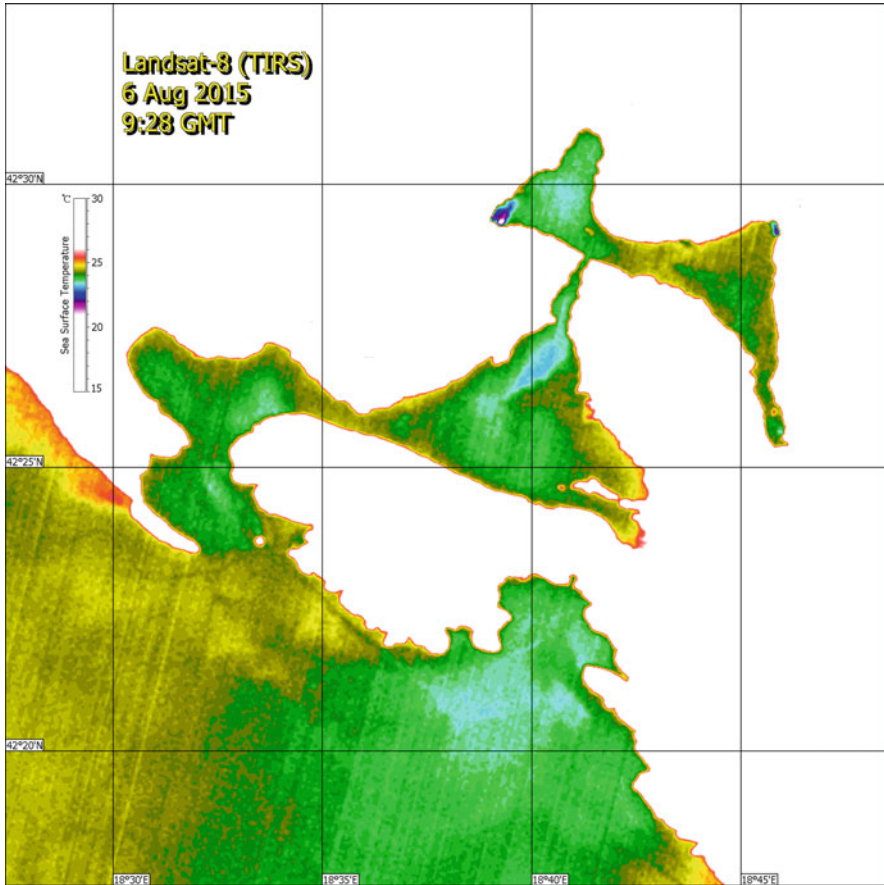 Landsat-8 (TIRS)
6 Aug 2015
9:28 GMT
42°30'N
°C
30
25
20
15
Sea Surface Temperature
42°25'N
42°20'N
18°30'E
18°35'E
18°40'E
18°45'E